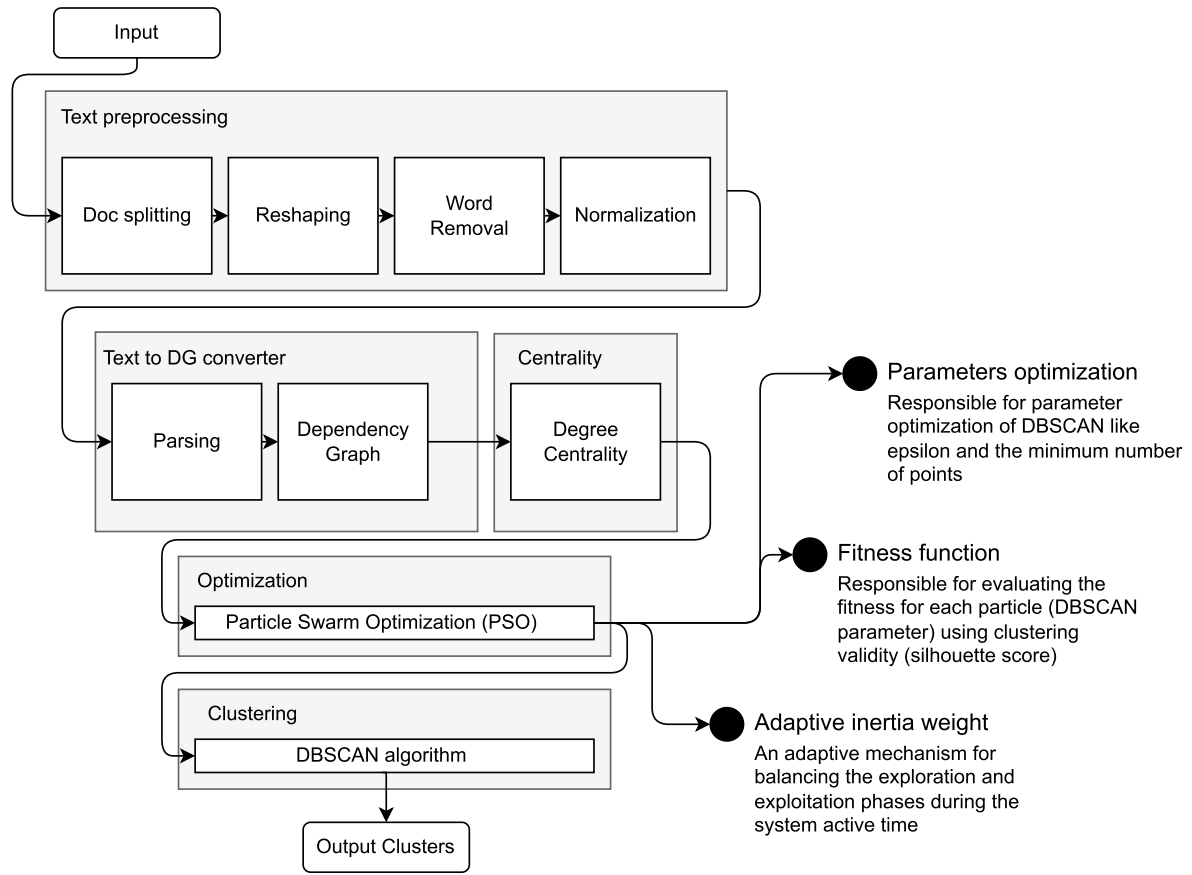 Input
Text preprocessing
Doc splitting
Reshaping
Word
Removal
Normalization
Text to DG converter
Parsing
Dependency
Graph
Centrality
Degree
Centrality
Parameters optimization
Responsible for parameter
optimization of DBSCAN like
epsilon and the minimum number
of points
Optimization
Particle Swarm Optimization (PSO)
Fitness function
Responsible for evaluating the
fitness for each particle (DBSCAN
parameter) using clustering
validity (silhouette score)
Clustering
DBSCAN algorithm
Adaptive inertia weight
An adaptive mechanism for
balancing the exploration and
exploitation phases during the
system active time
Output Clusters